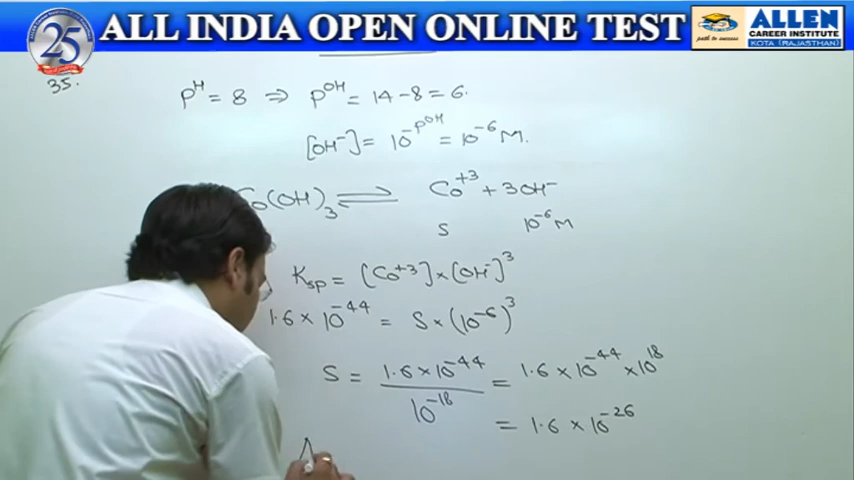 25
ALL INDIA OPEN ONLINE TEST
path to success
ALLEN
CAREER INSTITUTE
KOTA (RAJASTHAN)
35.
pH = 8 ⇒ pOH = 14 - 8 = 6.
[OH⁻] = 10^-pOH = 10⁻⁶ M.
Co(OH)₃ ⇌ Co⁺³ + 3OH⁻
S 10⁻⁶ M
Ksp = [Co⁺³] × [OH⁻]³
1.6 × 10⁻⁴⁴ = S × (10⁻⁶)³
S = 1.6 × 10⁻⁴⁴ / 10⁻¹⁸ = 1.6 × 10⁻⁴⁴ × 10¹⁸
= 1.6 × 10⁻²⁶